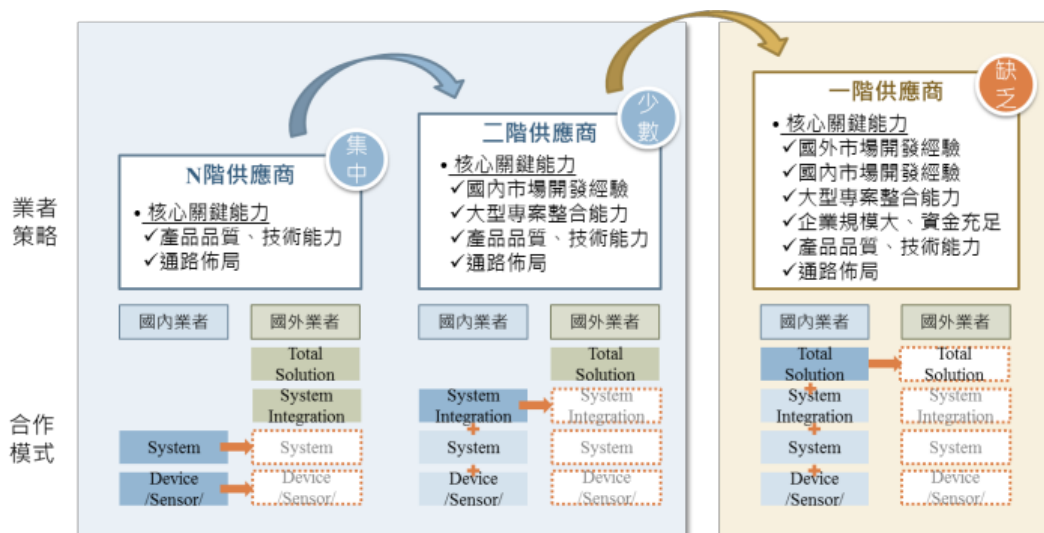 業者
策略
N階供應商
集
中
• 核心關鍵能力
✓產品品質、技術能力
✓通路佈局
二階供應商
少
數
• 核心關鍵能力
✓國內市場開發經驗
✓大型專案整合能力
✓產品品質、技術能力
✓通路佈局
一階供應商
缺
乏
• 核心關鍵能力
✓國外市場開發經驗
✓國內市場開發經驗
✓大型專案整合能力
✓企業規模大、資金充足
✓產品品質、技術能力
✓通路佈局
合作
模式
國內業者
國外業者
Total
Solution
System
Integration
System
System
Device
/Sensor/
Device
/Sensor/
國內業者
國外業者
Total
Solution
System
Integration
System
Integration
+
System
System
+
Device
/Sensor/
Device
/Sensor/
國內業者
國外業者
Total
Solution
Total
Solution
+
System
Integration
System
Integration
+
System
System
+
Device
/Sensor/
Device
/Sensor/